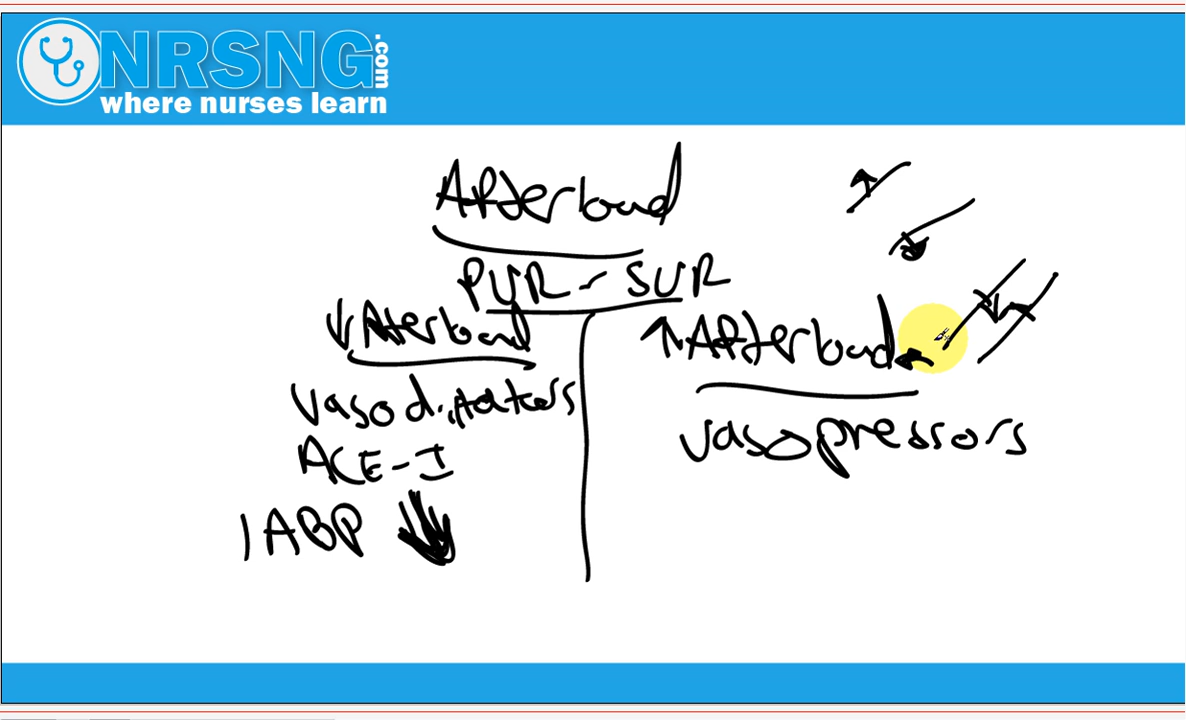 NRSNG.com
where nurses learn
Afterload
PVR - SVR
↓ Afterload
vasodilators
ACE-I
IABP
↑ Afterload
vasopressors